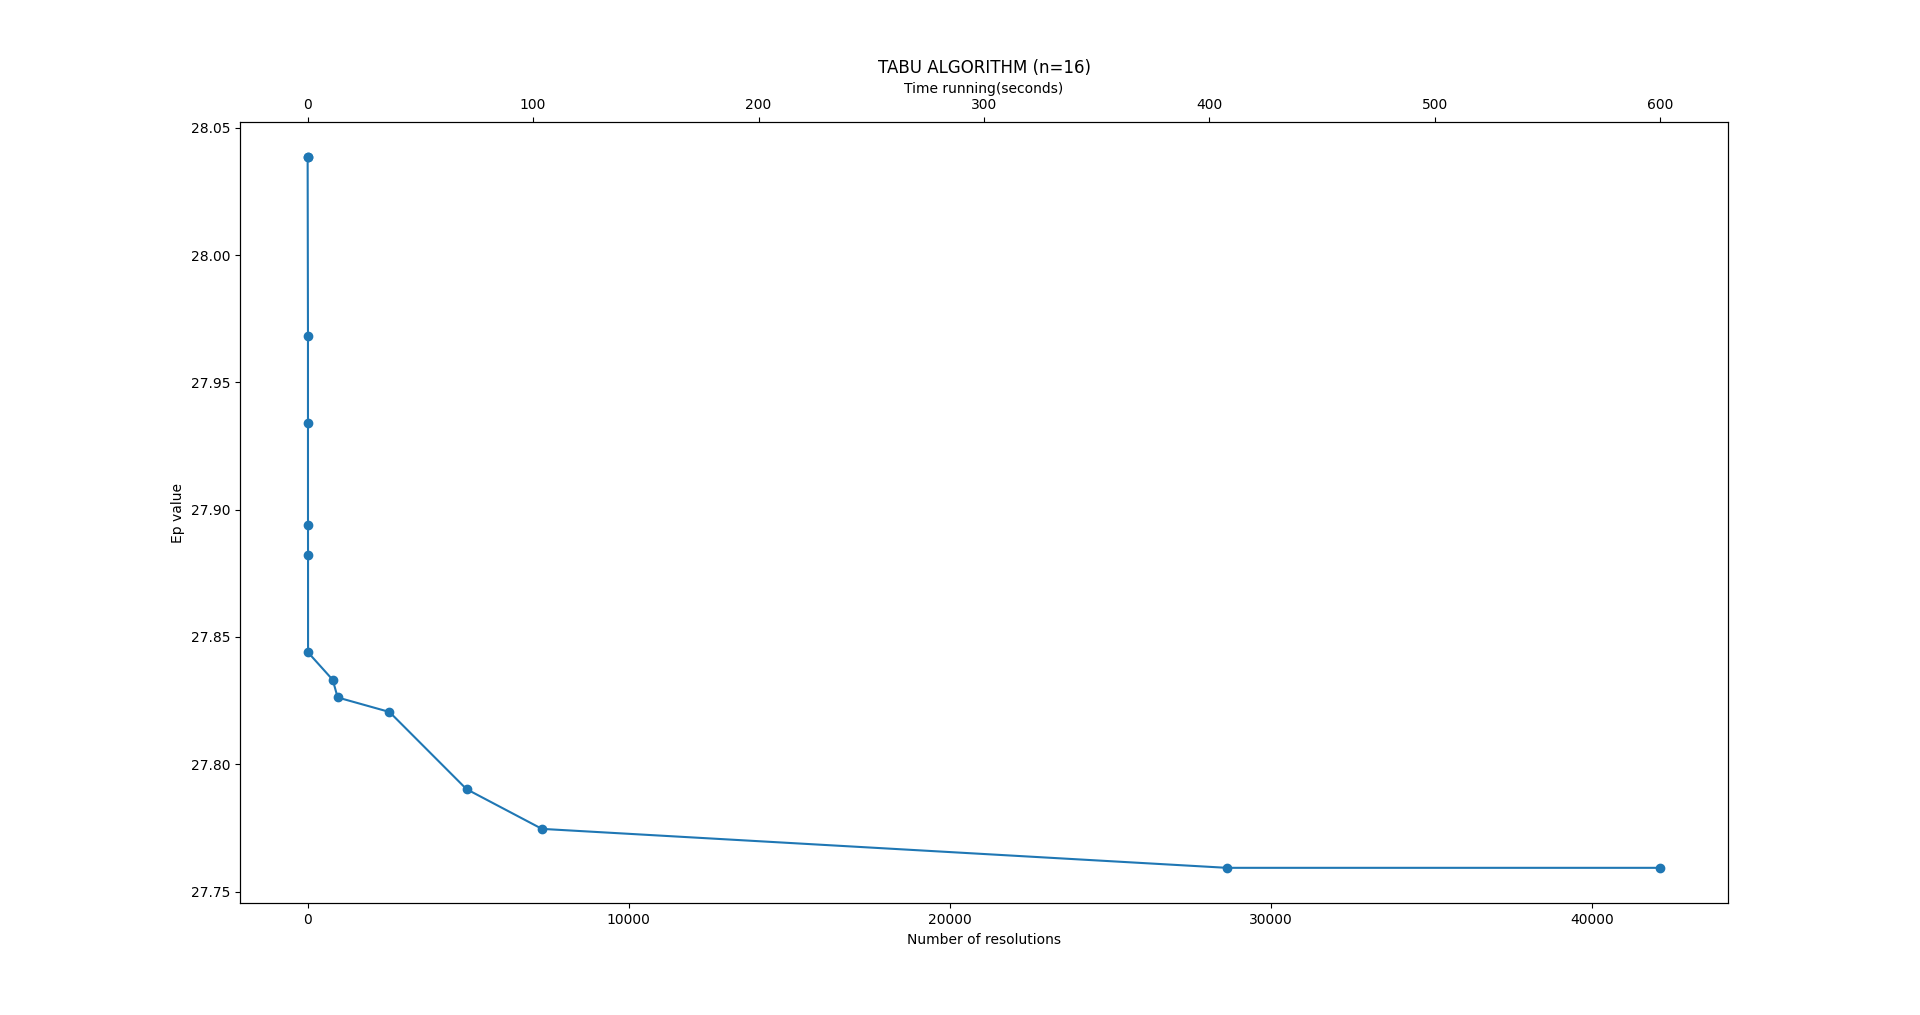 TABU ALGORITHM (n=16)
Time running(seconds)
0 100 200 300 400 500 600
28.05
28.00
27.95
27.90
27.85
27.80
27.75
Ep value
0 10000 20000 30000 40000
Number of resolutions